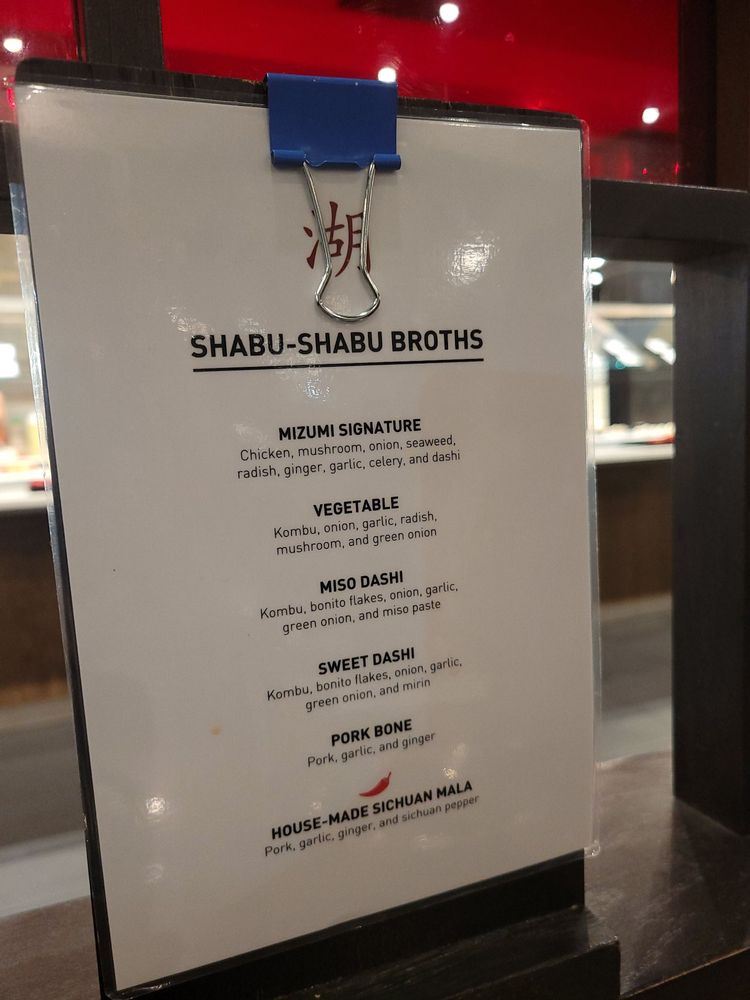 湖
SHABU-SHABU BROTHS
MIZUMI SIGNATURE
Chicken, mushroom, onion, seaweed,
radish, ginger, garlic, celery, and dashi
VEGETABLE
Kombu, onion, garlic, radish,
mushroom, and green onion
MISO DASHI
Kombu, bonito flakes, onion, garlic,
green onion, and miso paste
SWEET DASHI
Kombu, bonito flakes, onion, garlic,
green onion, and mirin
PORK BONE
Pork, garlic, and ginger
HOUSE-MADE SICHUAN MALA
Pork, garlic, ginger, and sichuan pepper